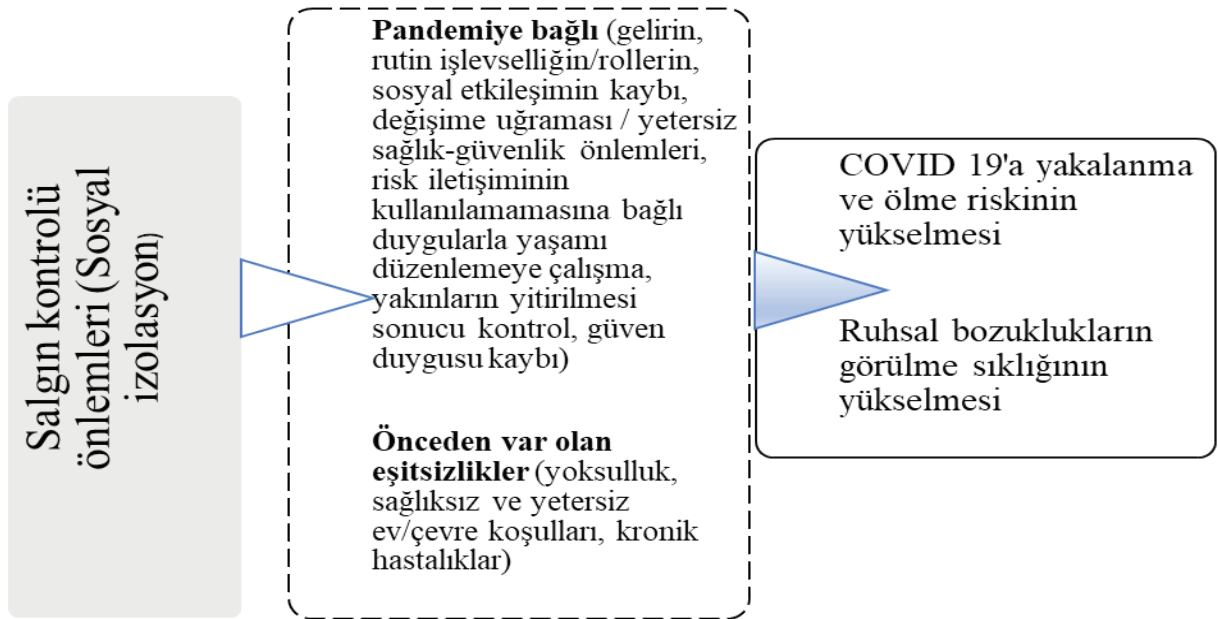 Salgın kontrolü
önlemleri (Sosyal
izolasyon)
Pandemiye bağlı (gelirin,
rutin işlevselliğin/rollerin,
sosyal etkileşimin kaybı,
değişime uğraması / yetersiz
sağlık-güvenlik önlemleri,
risk iletişiminin
kullanılamamasına bağlı
duygularla yaşamı
düzenlemeye çalışma,
yakınların yitirilmesi
sonucu kontrol, güven
duygusu kaybı)
Önceden var olan
eşitsizlikler (yoksulluk,
sağlıksız ve yetersiz
ev/çevre koşulları, kronik
hastalıklar)
COVID 19'a yakalanma
ve ölme riskinin
yükselmesi
Ruhsal bozuklukların
görülme sıklığının
yükselmesi